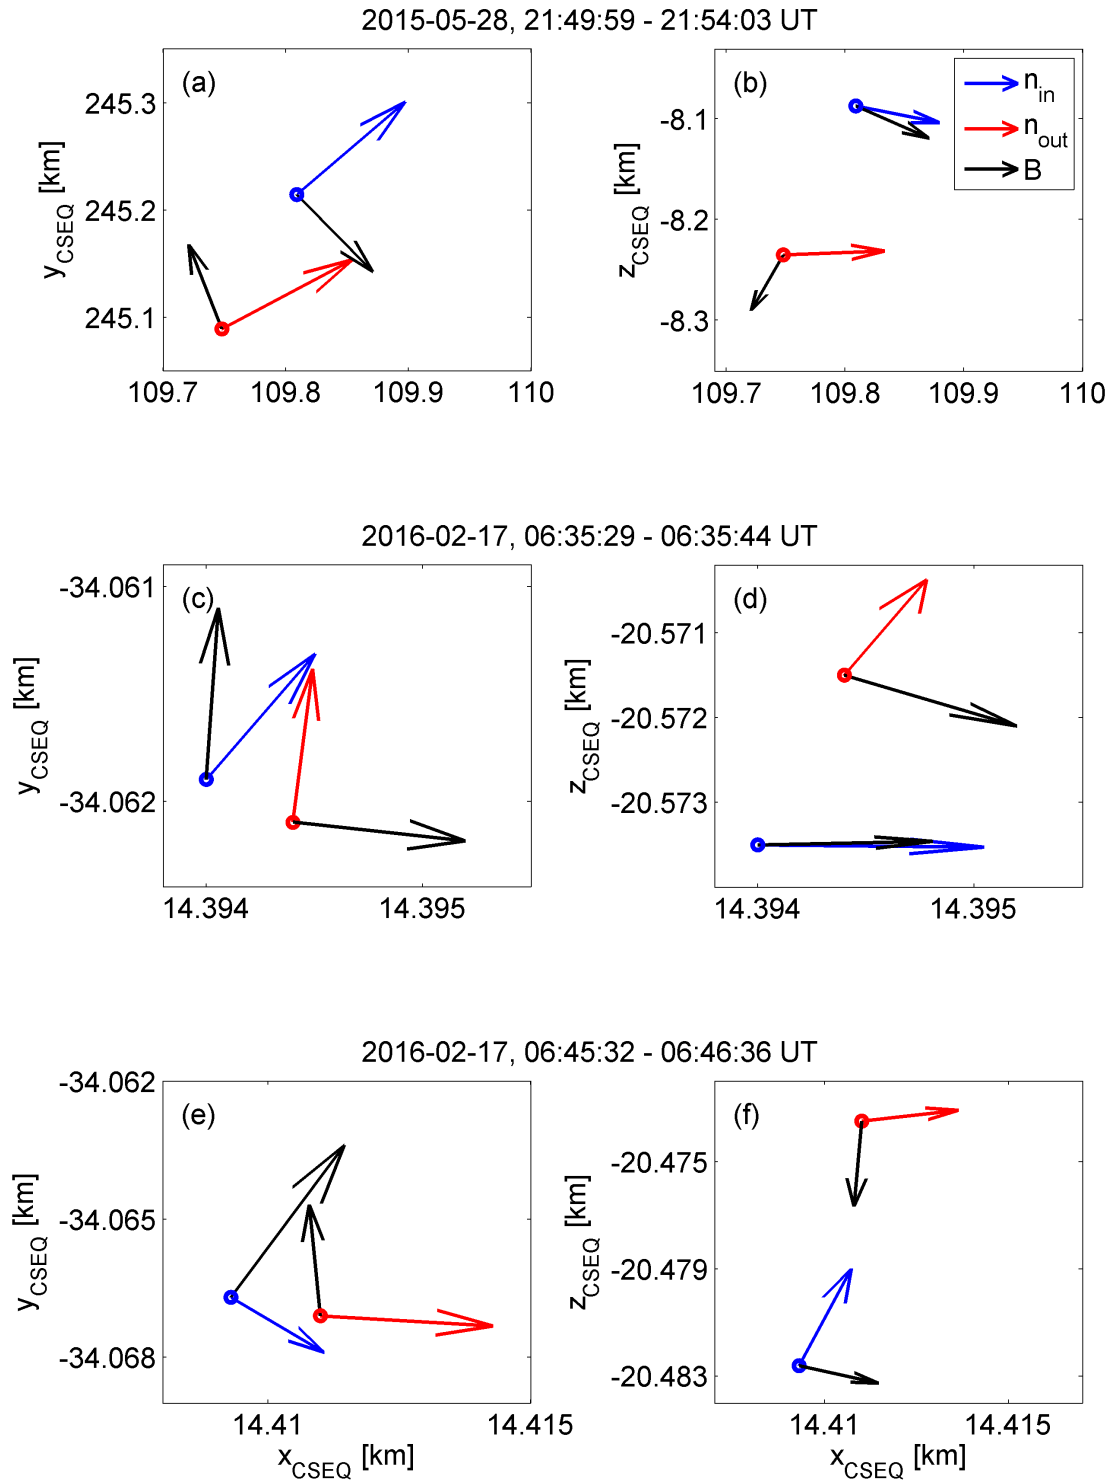 2015-05-28, 21:49:59 - 21:54:03 UT
(a)
y_CSEQ [km]
245.3
245.2
245.1
109.7 109.8 109.9 110
(b)
z_CSEQ [km]
-8.1
-8.2
-8.3
109.7 109.8 109.9 110
n_in
n_out
B
2016-02-17, 06:35:29 - 06:35:44 UT
(c)
y_CSEQ [km]
-34.061
-34.062
14.394 14.395
(d)
z_CSEQ [km]
-20.571
-20.572
-20.573
14.394 14.395
2016-02-17, 06:45:32 - 06:46:36 UT
(e)
y_CSEQ [km]
-34.062
-34.065
-34.068
14.41 14.415
x_CSEQ [km]
(f)
z_CSEQ [km]
-20.475
-20.479
-20.483
14.41 14.415
x_CSEQ [km]